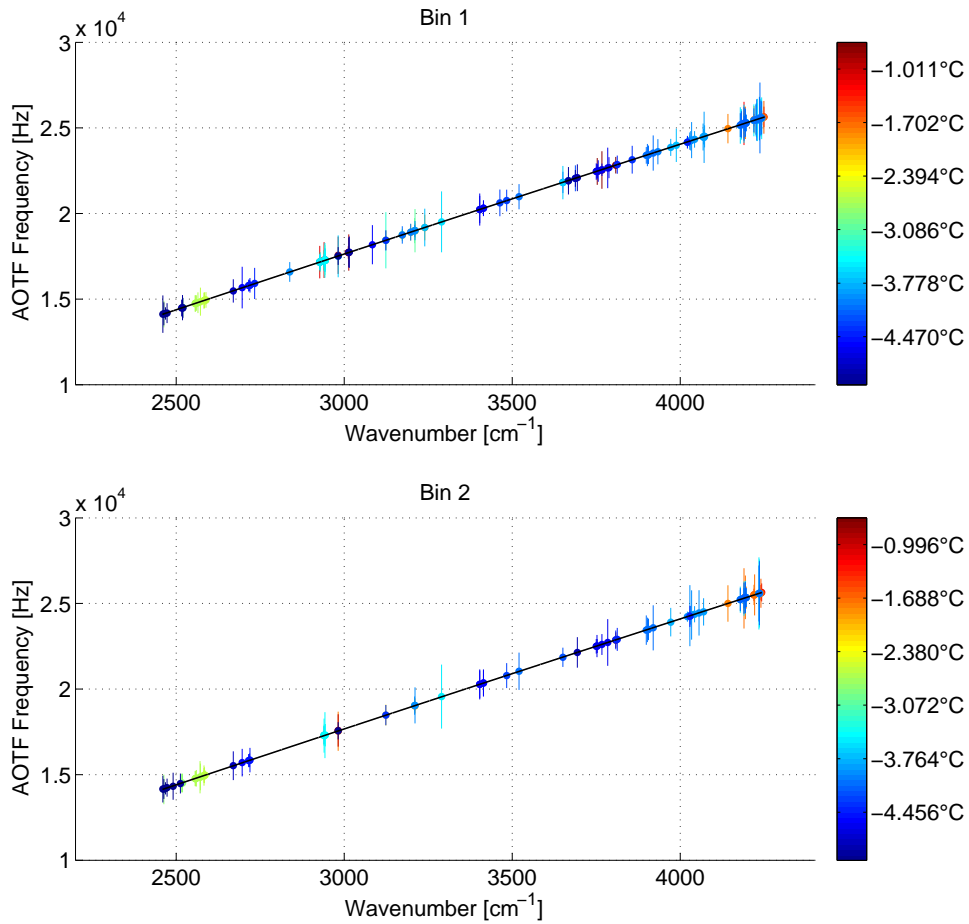 Bin 1
x 10^4
3
2.5
2
1.5
1
AOTF Frequency [Hz]
2500 3000 3500 4000
Wavenumber [cm−1]
−1.011°C
−1.702°C
−2.394°C
−3.086°C
−3.778°C
−4.470°C
Bin 2
x 10^4
3
2.5
2
1.5
1
AOTF Frequency [Hz]
2500 3000 3500 4000
Wavenumber [cm−1]
−0.996°C
−1.688°C
−2.380°C
−3.072°C
−3.764°C
−4.456°C